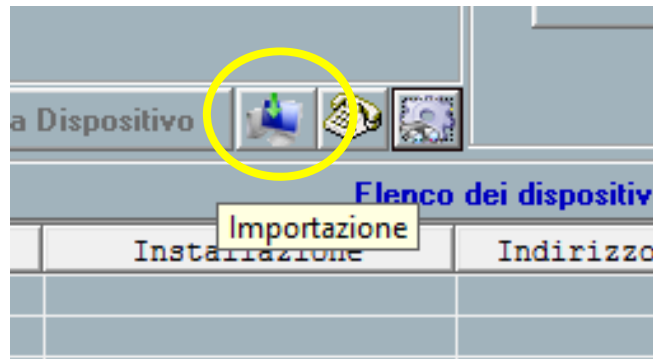 a Dispositivo
Elenco dei dispositiv
Importazione
Installazione Indirizzo